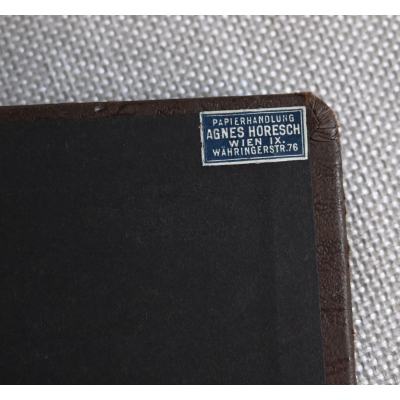 PAPIERHANDLUNG
AGNES HORESCH
WIEN IX.
WÄHRINGERSTR.76